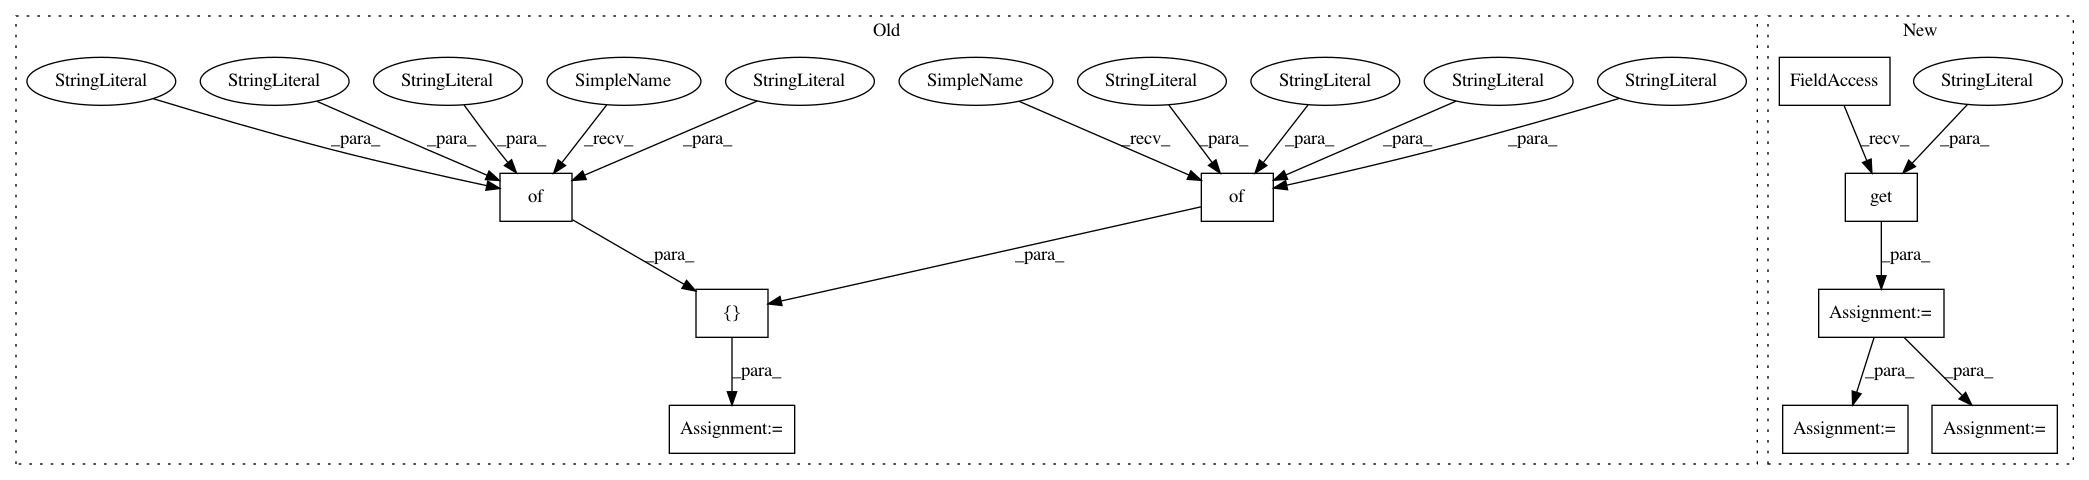 Old
New
StringLiteral
StringLiteral
StringLiteral
SimpleName
StringLiteral
SimpleName
StringLiteral
StringLiteral
StringLiteral
StringLiteral
FieldAccess
StringLiteral
_para_
_para_
_para_
_recv_
_para_
_recv_
_para_
_para_
_para_
_para_
_recv_
_para_
of
of
get
_para_
_para_
_para_
{}
Assignment:=
_para_
_para_
_para_
Assignment:=
Assignment:=
Assignment:=